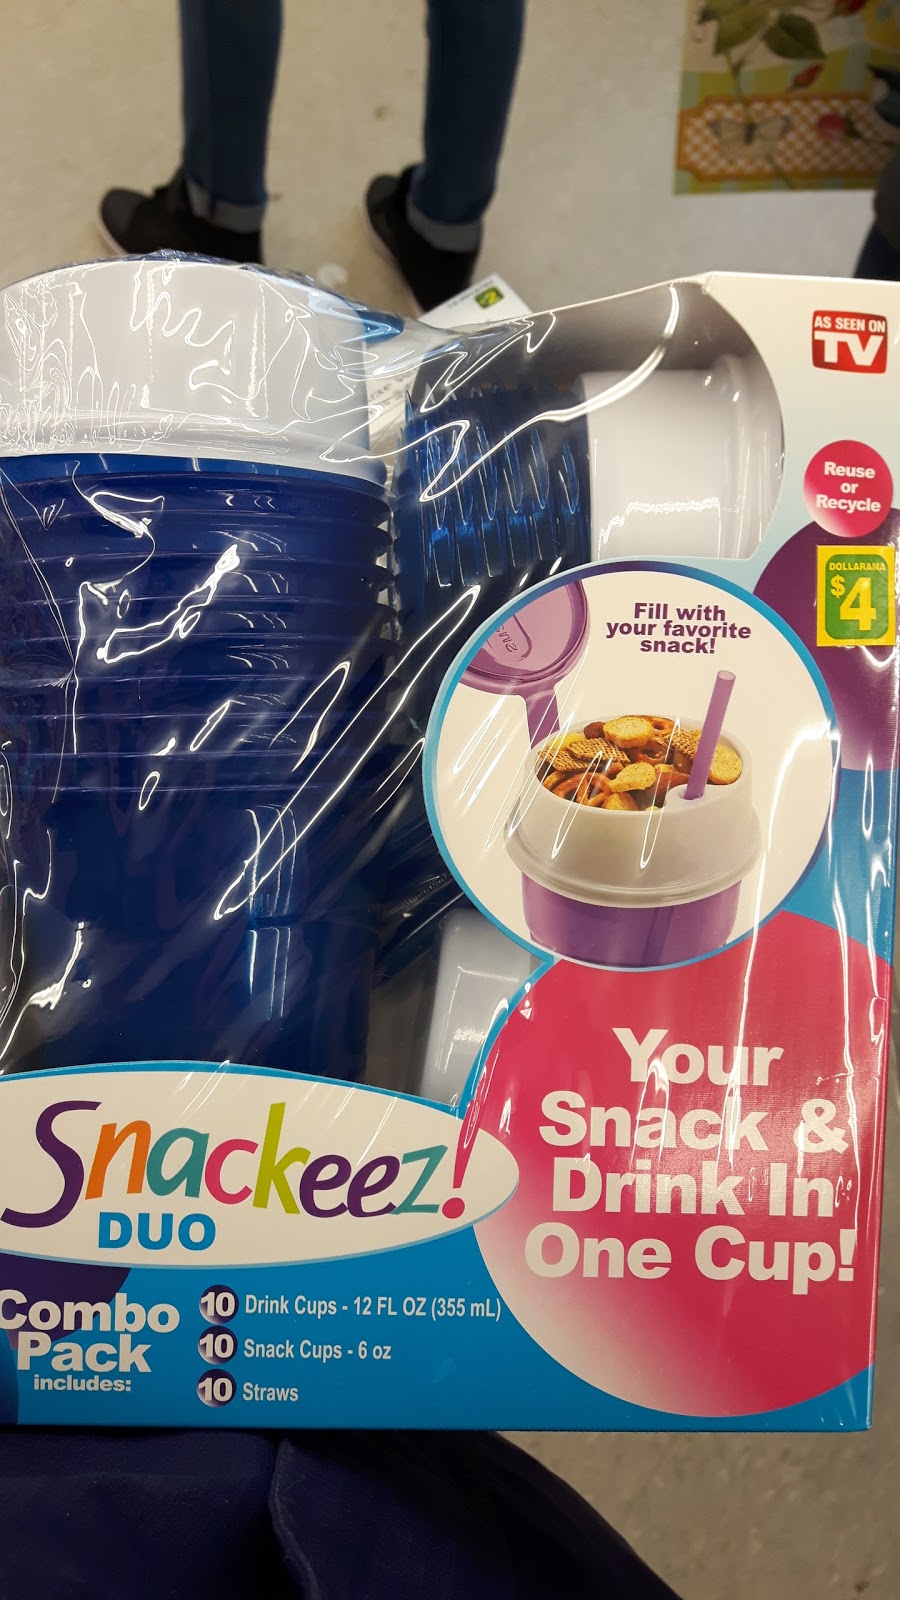 AS SEEN ON
TV
Reuse
or
Recycle
DOLLARAMA
$4
Fill with
your favorite
snack!
Your
Snack &
Drink In
One Cup!
Snackeez!
DUO
Combo
Pack
includes:
10 Drink Cups - 12 FL OZ (355 mL)
10 Snack Cups - 6 oz
10 Straws